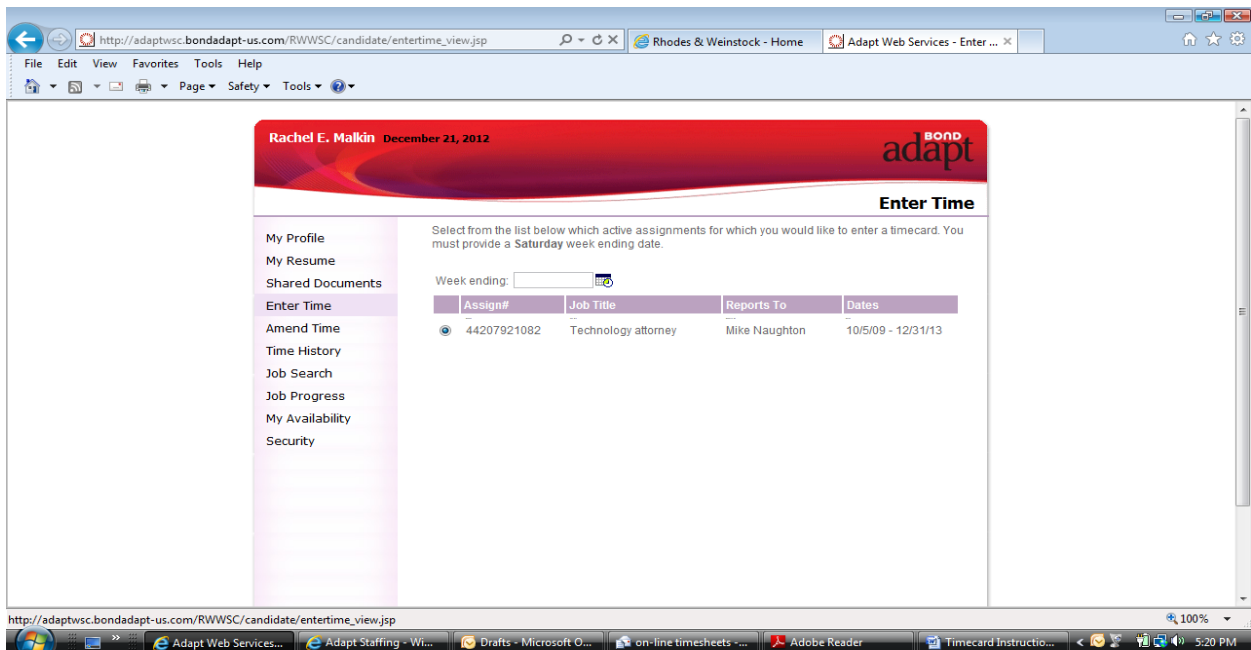 http://adaptwsc.bondadapt-us.com/RWWSC/candidate/entertime_view.jsp
Rhodes & Weinstock - Home
Adapt Web Services - Enter ...
File Edit View Favorites Tools Help
Page Safety Tools
Rachel E. Malkin December 21, 2012
BOND
adapt
Enter Time
My Profile
My Resume
Shared Documents
Enter Time
Amend Time
Time History
Job Search
Job Progress
My Availability
Security
Select from the list below which active assignments for which you would like to enter a timecard. You
must provide a Saturday week ending date.
Week ending:
Assign# Job Title Reports To Dates
44207921082 Technology attorney Mike Naughton 10/5/09 - 12/31/13
http://adaptwsc.bondadapt-us.com/RWWSC/candidate/entertime_view.jsp
100%
Adapt Web Services... Adapt Staffing - Wi... Drafts - Microsoft O... on-line timesheets -... Adobe Reader Timecard Instructio... 5:20 PM